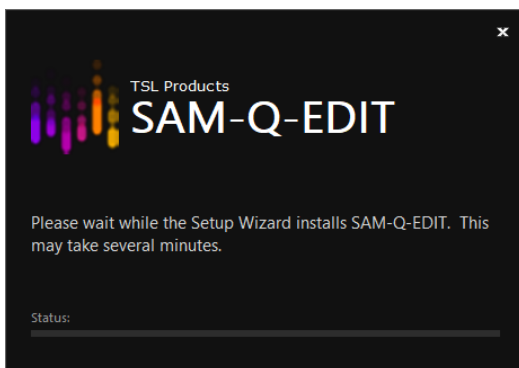 x
TSL Products
SAM-Q-EDIT
Please wait while the Setup Wizard installs SAM-Q-EDIT. This
may take several minutes.
Status: